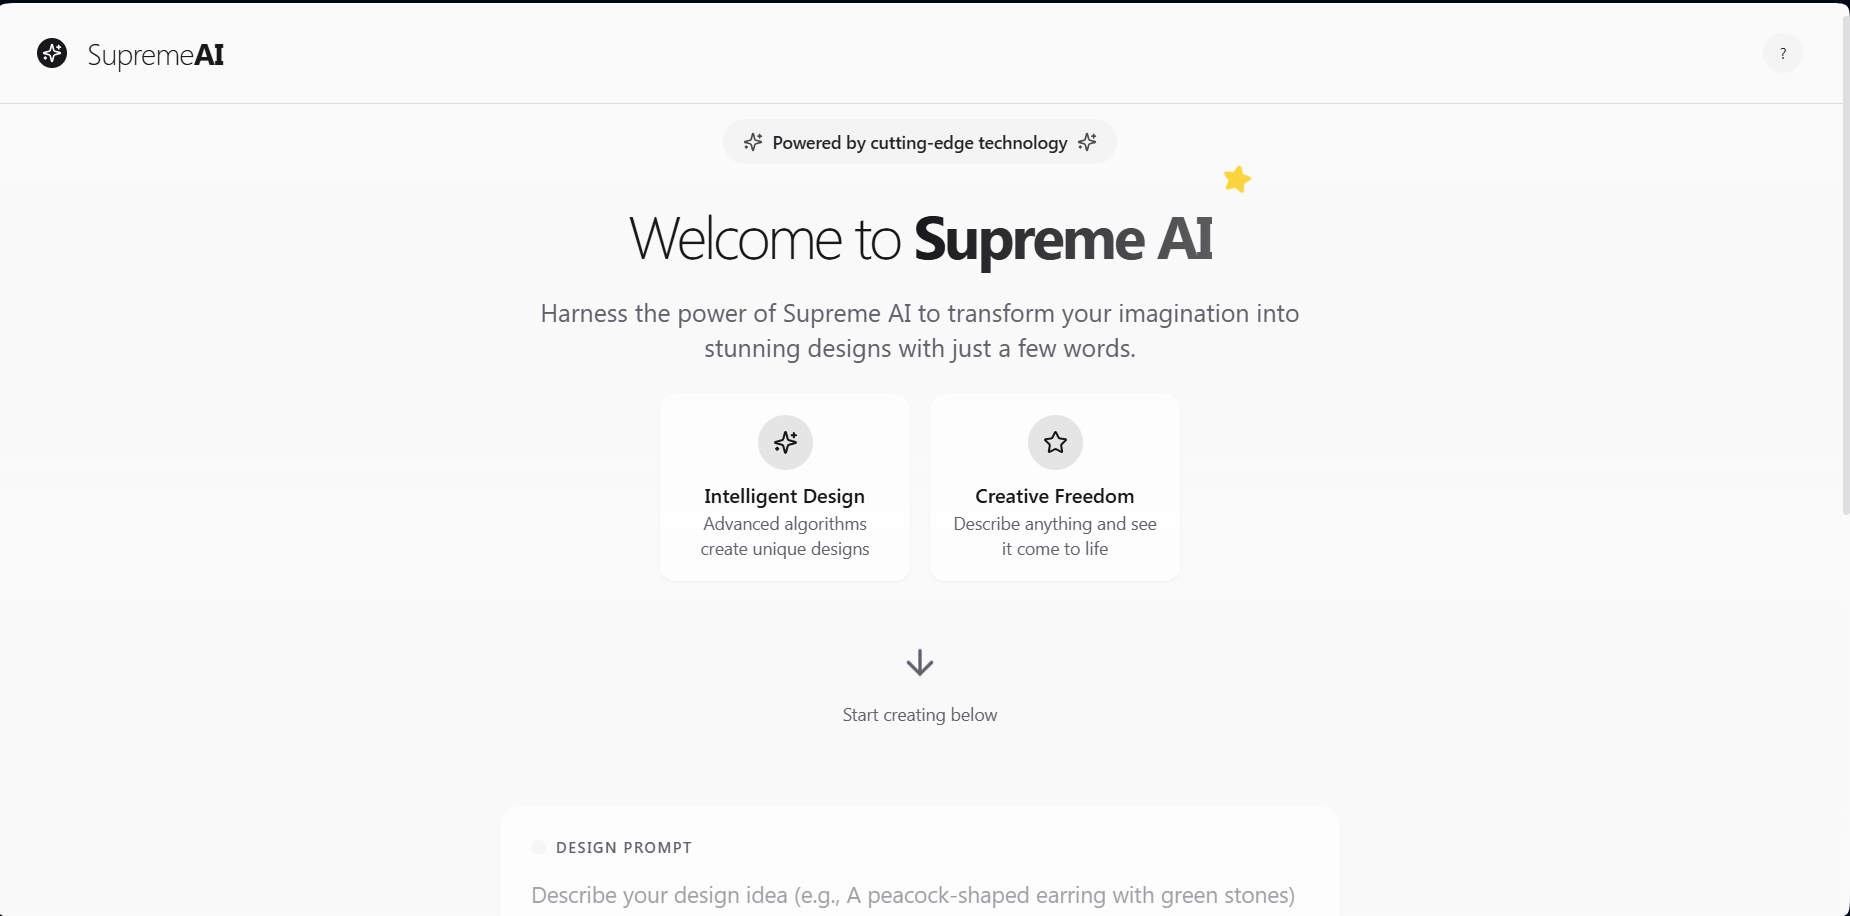 SupremeAI
?
Powered by cutting-edge technology
Welcome to Supreme AI
Harness the power of Supreme AI to transform your imagination into
stunning designs with just a few words.
Intelligent Design
Advanced algorithms
create unique designs
Creative Freedom
Describe anything and see
it come to life
Start creating below
DESIGN PROMPT
Describe your design idea (e.g., A peacock-shaped earring with green stones)